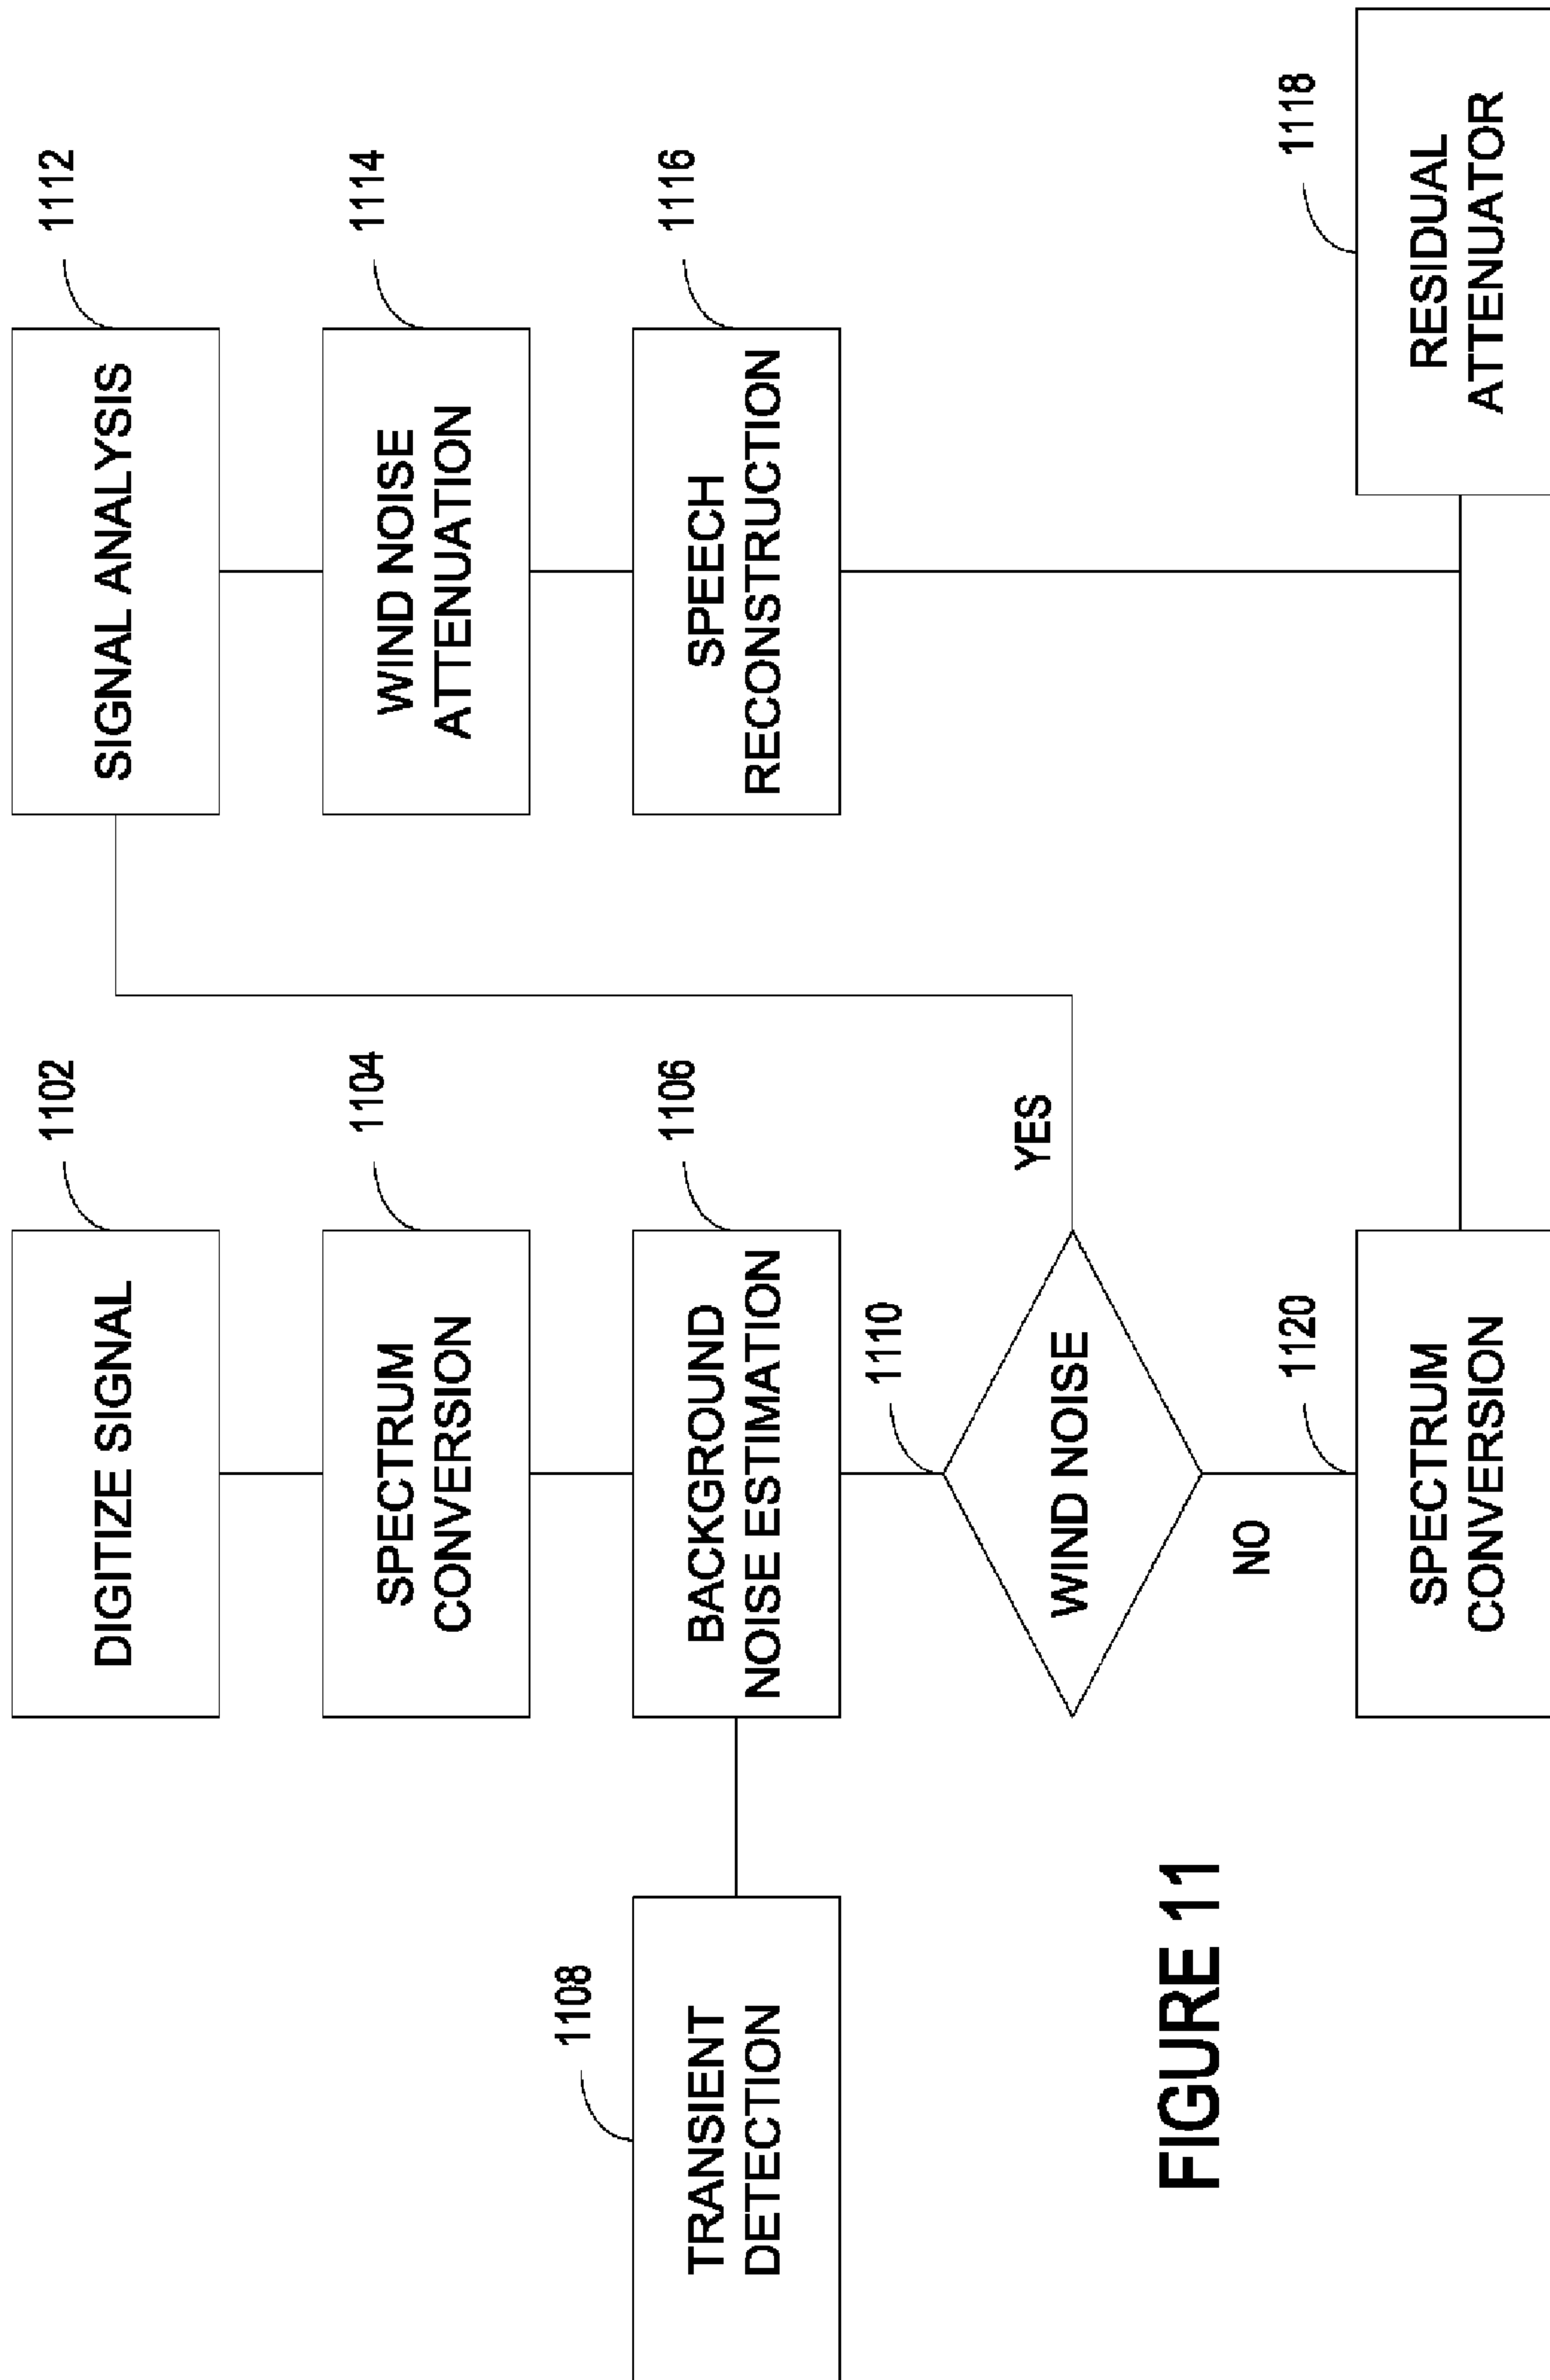 1102
DIGITIZE SIGNAL
1104
SPECTRUM
CONVERSION
1106
BACKGROUND
NOISE ESTIMATION
1108
TRANSIENT
DETECTION
1110
WIND NOISE
YES
NO
1112
SIGNAL ANALYSIS
1114
WIND NOISE
ATTENUATION
1116
SPEECH
RECONSTRUCTION
1118
RESIDUAL
ATTENUATOR
1120
SPECTRUM
CONVERSION
FIGURE 11